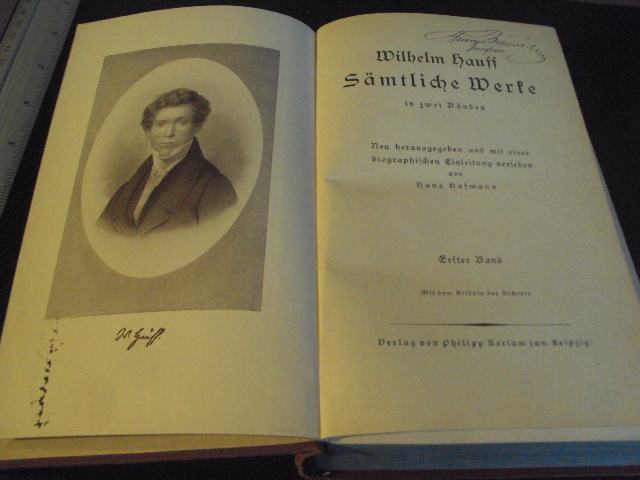 W Hauff.
Wilhelm Hauff
Sämtliche Werke
in zwei Bänden
Neu herausgegeben und mit einer
biographischen Einleitung versehen
von
Hans Hofmann
Erster Band
Mit dem Bildnis des Dichters
Verlag von Philipp Reclam jun. Leipzig